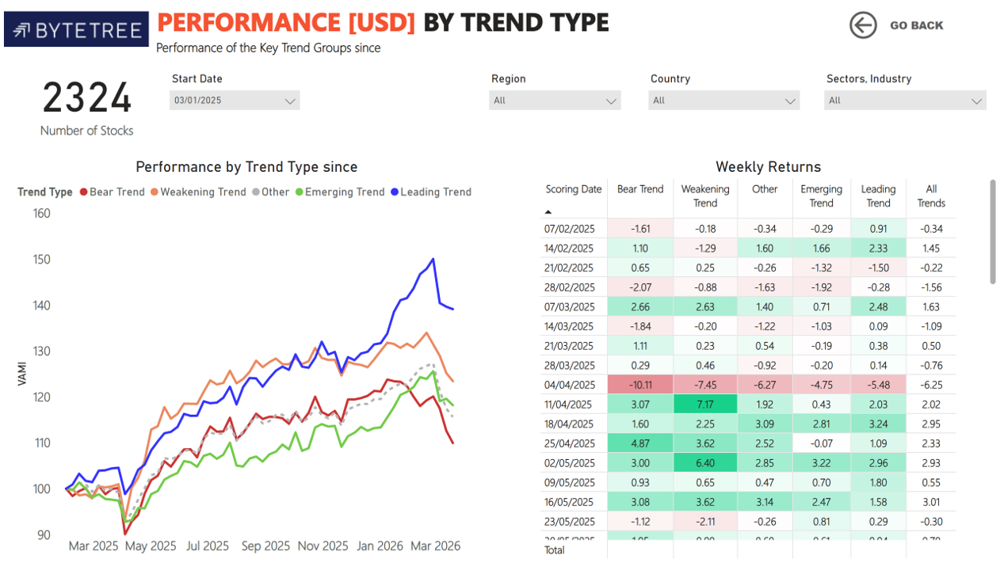 BYTETREE
PERFORMANCE [USD] BY TREND TYPE
GO BACK
Performance of the Key Trend Groups since
2324
Number of Stocks
Start Date
03/01/2025
Region
All
Country
All
Sectors, Industry
All
Performance by Trend Type since
Trend Type Bear Trend Weakening Trend Other Emerging Trend Leading Trend
VAMI
160
150
140
130
120
110
100
90
Mar 2025 May 2025 Jul 2025 Sep 2025 Nov 2025 Jan 2026 Mar 2026
Weekly Returns
Scoring Date Bear Trend Weakening Trend Other Emerging Trend Leading Trend All Trends
07/02/2025 -1.61 -0.18 -0.34 -0.29 0.91 -0.34
14/02/2025 1.10 -1.29 1.60 1.66 2.33 1.45
21/02/2025 0.65 0.25 -0.26 -1.32 -1.50 -0.22
28/02/2025 -2.07 -0.88 -1.63 -1.92 -0.28 -1.56
07/03/2025 2.66 2.63 1.40 0.71 2.48 1.63
14/03/2025 -1.84 -0.20 -1.22 -1.03 0.09 -1.09
21/03/2025 1.11 0.23 0.54 -0.19 0.38 0.50
28/03/2025 0.29 0.46 -0.92 -0.20 0.14 -0.76
04/04/2025 -10.11 -7.45 -6.27 -4.75 -5.48 -6.25
11/04/2025 3.07 7.17 1.92 0.43 2.03 2.02
18/04/2025 1.60 2.25 3.09 2.81 3.24 2.95
25/04/2025 4.87 3.62 2.52 -0.07 1.09 2.33
02/05/2025 3.00 6.40 2.85 3.22 2.96 2.93
09/05/2025 0.93 0.65 0.47 0.70 1.80 0.55
16/05/2025 3.08 3.62 3.14 2.47 1.58 3.01
23/05/2025 -1.12 -2.11 -0.26 0.81 0.29 -0.30
Total